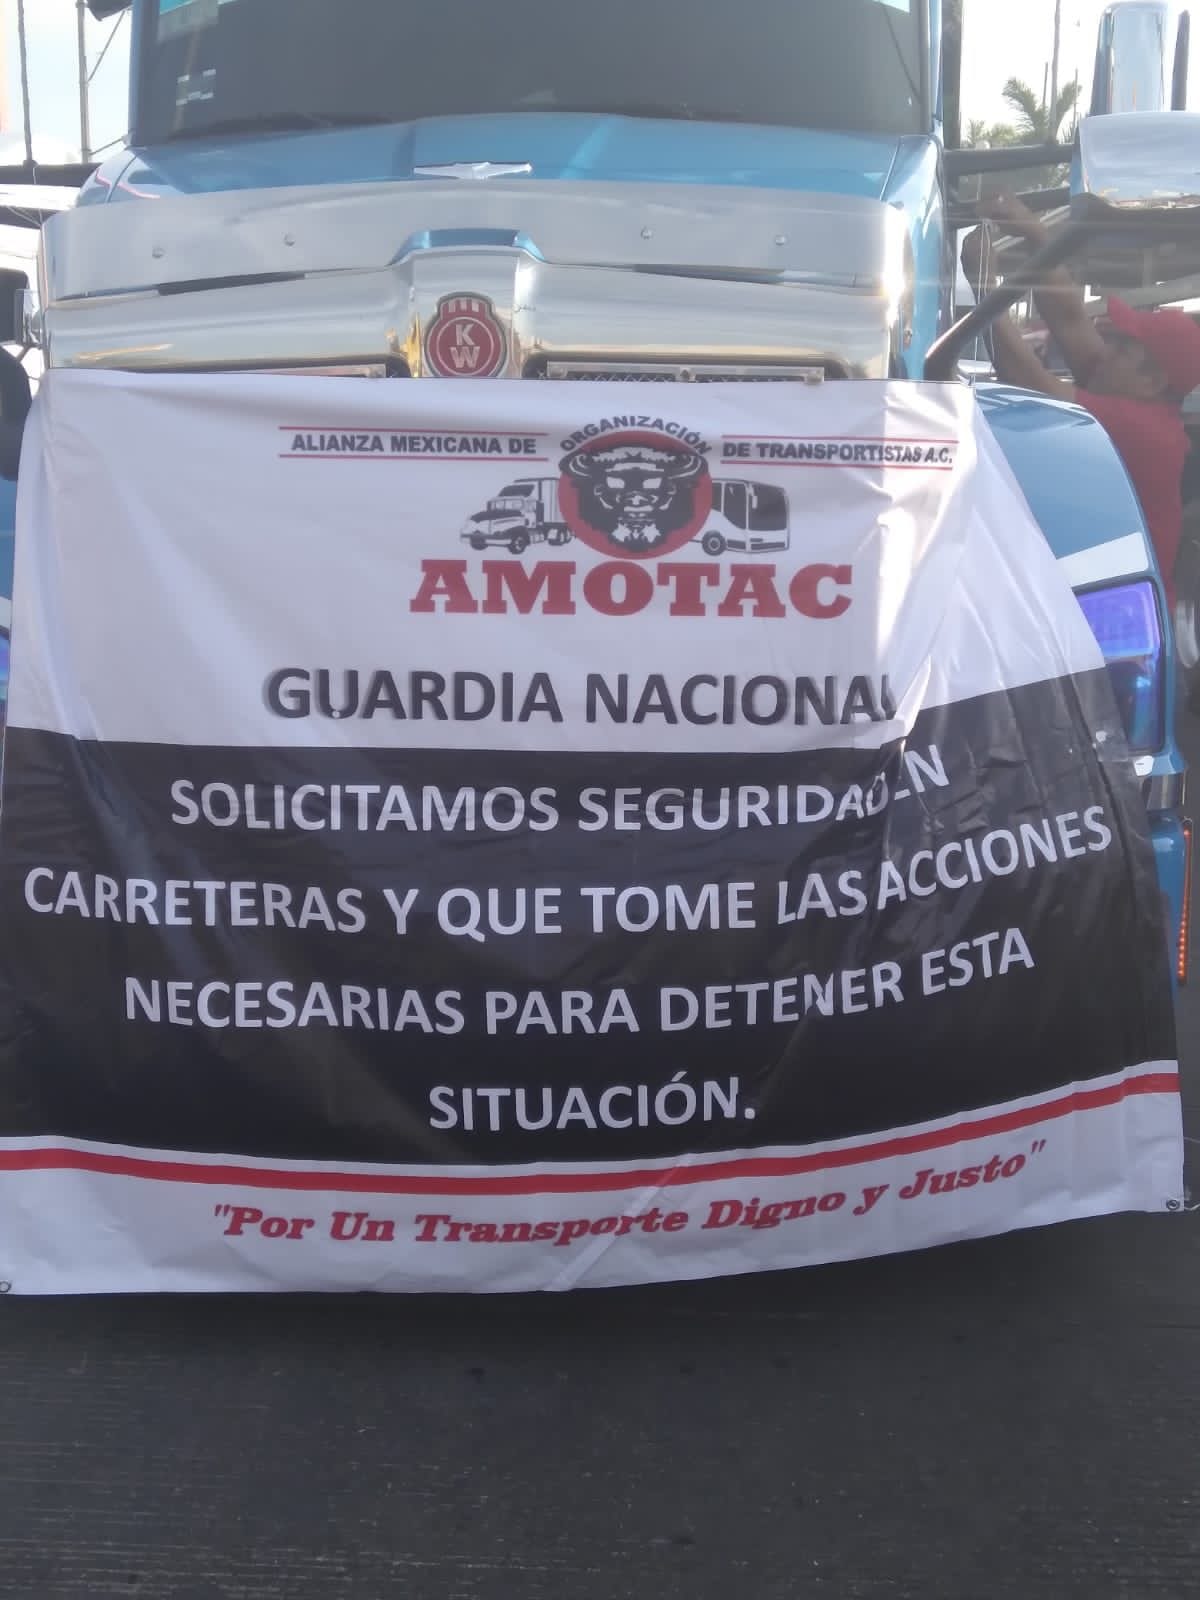 KW
ALIANZA MEXICANA DE ORGANIZACIÓN DE TRANSPORTISTAS A.C.
AMOTAC
GUARDIA NACIONAL
SOLICITAMOS SEGURIDAD EN
CARRETERAS Y QUE TOME LAS ACCIONES
NECESARIAS PARA DETENER ESTA
SITUACIÓN.
"Por Un Transporte Digno y Justo"